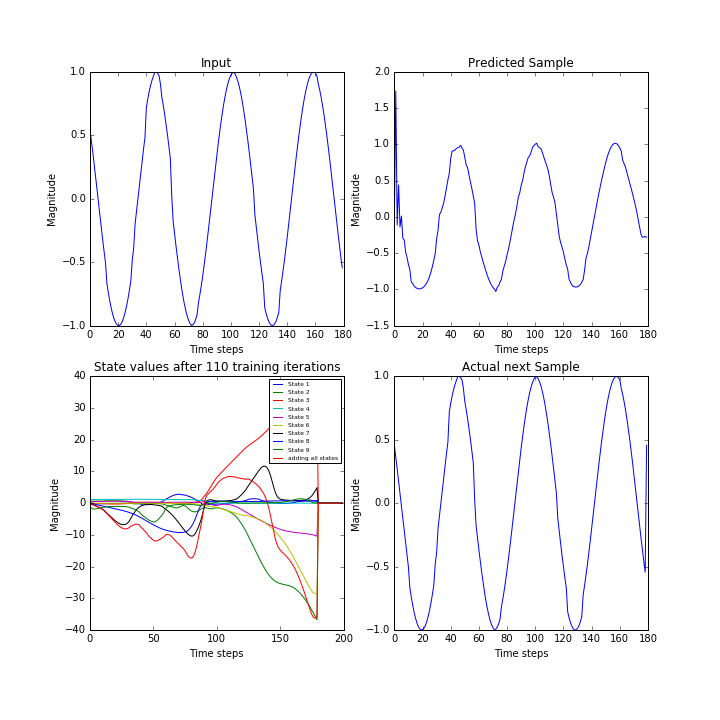 Input
1.0
0.5
0.0
−0.5
−1.0
Magnitude
0 20 40 60 80 100 120 140 160 180
Time steps
Predicted Sample
2.0
1.5
1.0
0.5
0.0
−0.5
−1.0
−1.5
Magnitude
0 20 40 60 80 100 120 140 160 180
Time steps
State values after 110 training iterations
40
30
20
10
0
−10
−20
−30
−40
Magnitude
State 1
State 2
State 3
State 4
State 5
State 6
State 7
State 8
State 9
adding all states
0 50 100 150 200
Time steps
Actual next Sample
1.0
0.5
0.0
−0.5
−1.0
Magnitude
0 20 40 60 80 100 120 140 160 180
Time steps